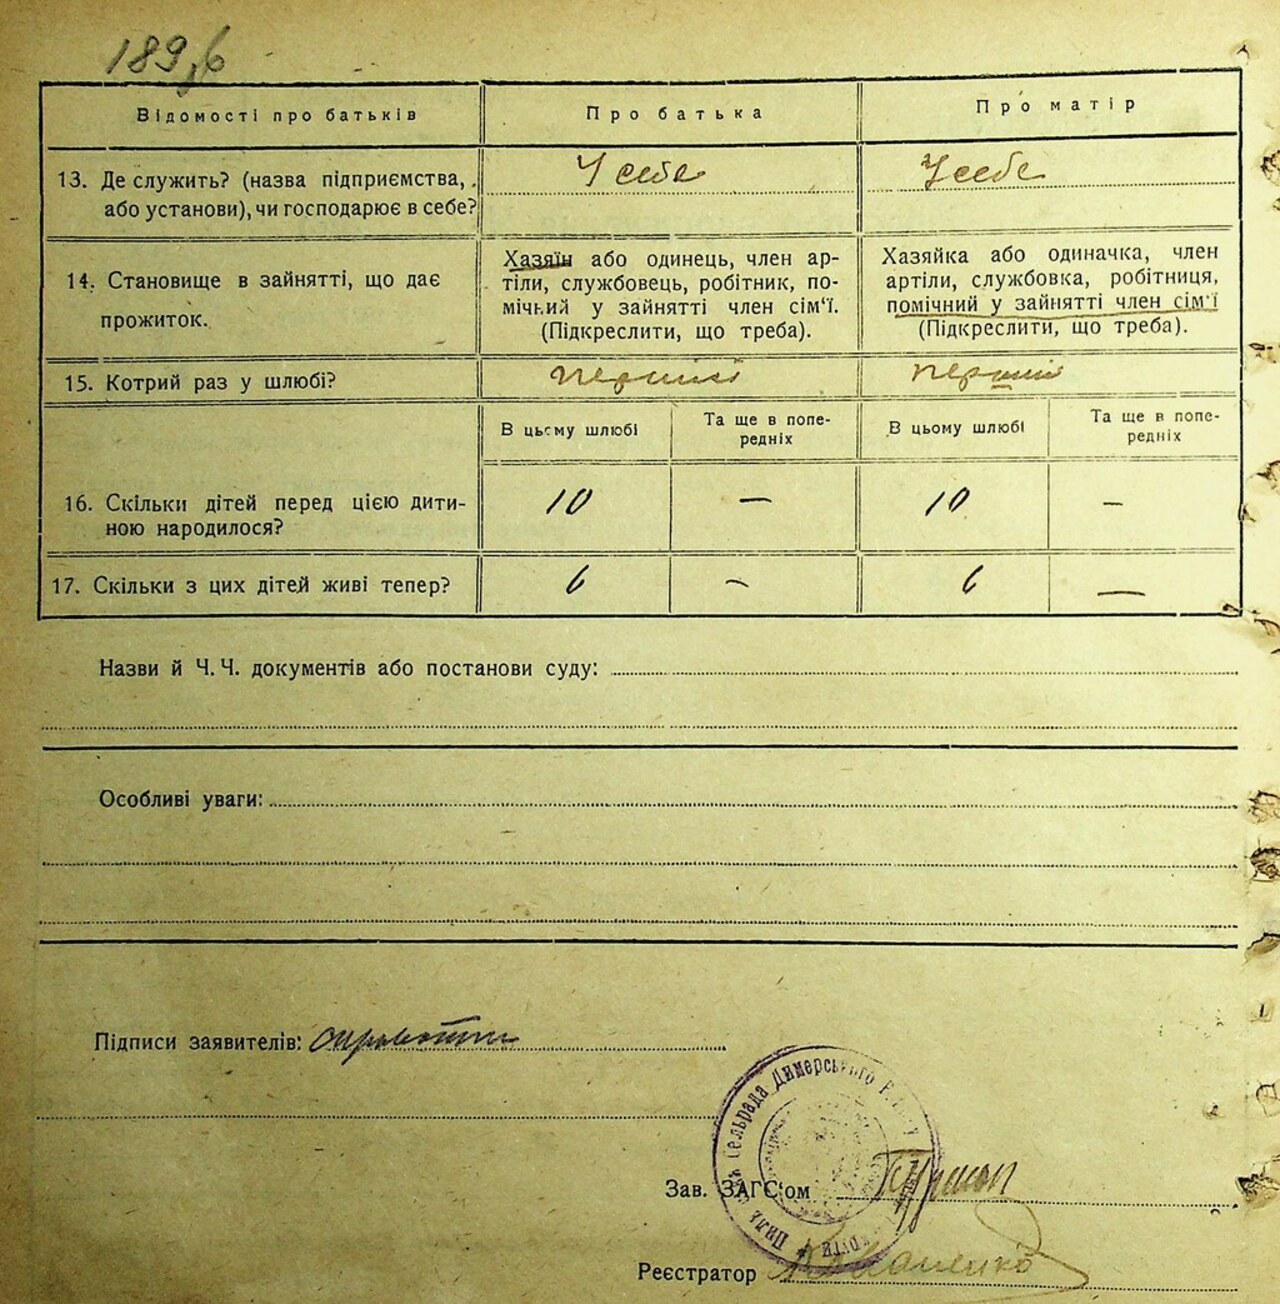 189,6
Відомості про батьків
Про батька
Про матір
13. Де служить? (назва підприємства,
або установи), чи господарює в себе?
У себе
У себе
14. Становище в зайнятті, що дає
прожиток.
Хазяїн або одинець, член ар-
тіли, службовець, робітник, по-
мічний у зайнятті член сім'ї.
(Підкреслити, що треба).
Хазяйка або одиначка, член
артіли, службовка, робітниця,
помічний у зайнятті член сім'ї
(Підкреслити, що треба).
15. Котрий раз у шлюбі?
перший
перший
В цьому шлюбі
Та ще в попе-
редніх
В цьому шлюбі
Та ще в попе-
редніх
16. Скільки дітей перед цією дити-
ною народилося?
10 — 10 —
17. Скільки з цих дітей живі тепер?
6 — 6 —
Назви й Ч.Ч. документів або постанови суду:
Особливі уваги:
Підписи заявителів:
сельрада Димерського
Зав. ЗАГС'ом
Реєстратор